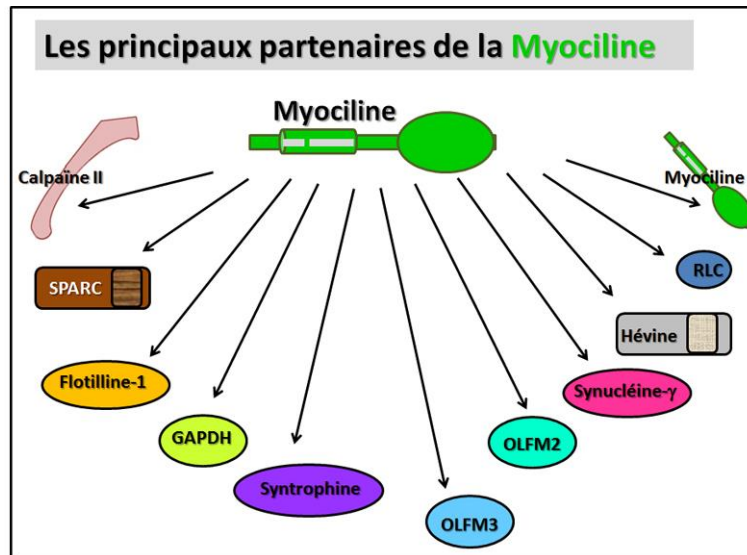 Les principaux partenaires de la Myociline
Myociline
Calpaïne II
Myociline
SPARC
RLC
Hévine
Flotilline-1
Synucléine-γ
GAPDH
OLFM2
Syntrophine
OLFM3